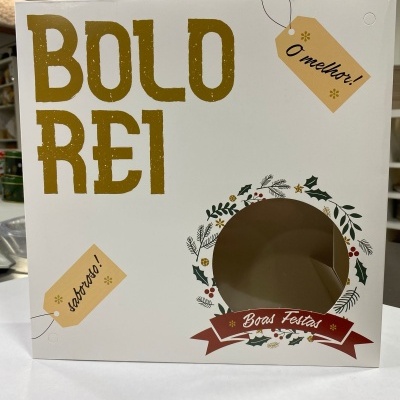 BOLO
REI
O melhor!
saboroso!
Boas Festas